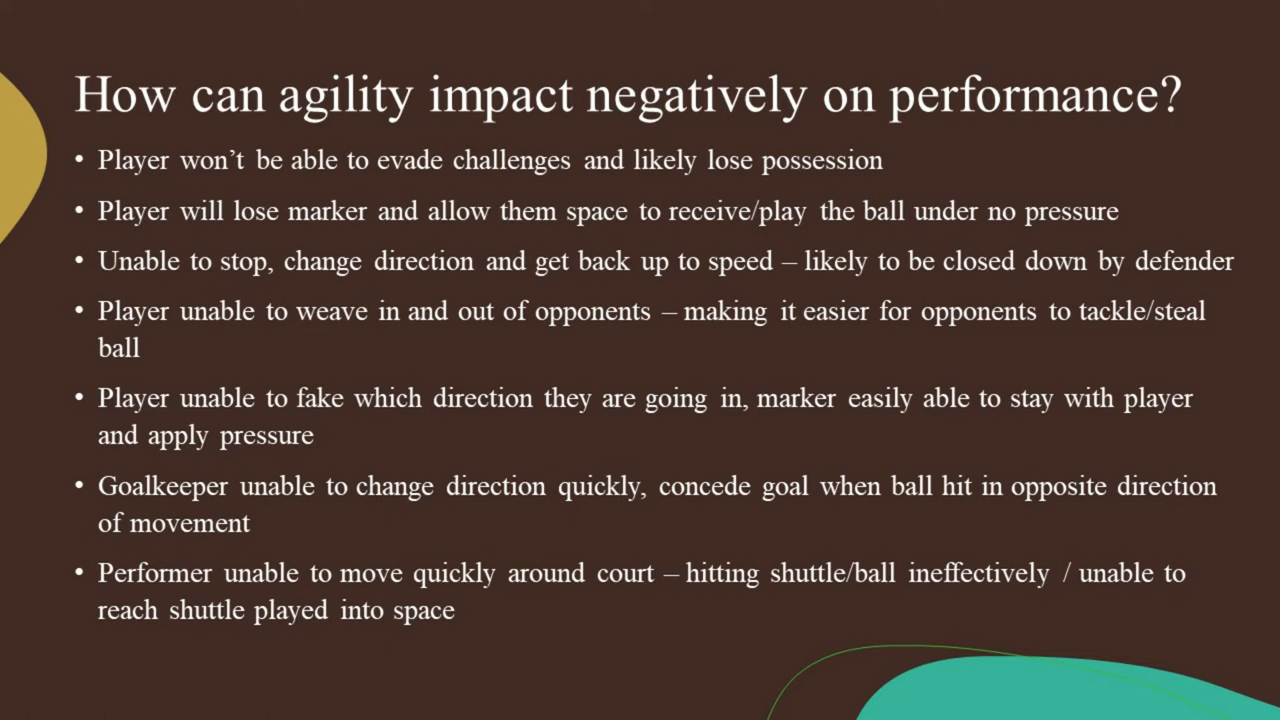 How can agility impact negatively on performance?
• Player won’t be able to evade challenges and likely lose possession
• Player will lose marker and allow them space to receive/play the ball under no pressure
• Unable to stop, change direction and get back up to speed – likely to be closed down by defender
• Player unable to weave in and out of opponents – making it easier for opponents to tackle/steal
ball
• Player unable to fake which direction they are going in, marker easily able to stay with player
and apply pressure
• Goalkeeper unable to change direction quickly, concede goal when ball hit in opposite direction
of movement
• Performer unable to move quickly around court – hitting shuttle/ball ineffectively / unable to
reach shuttle played into space